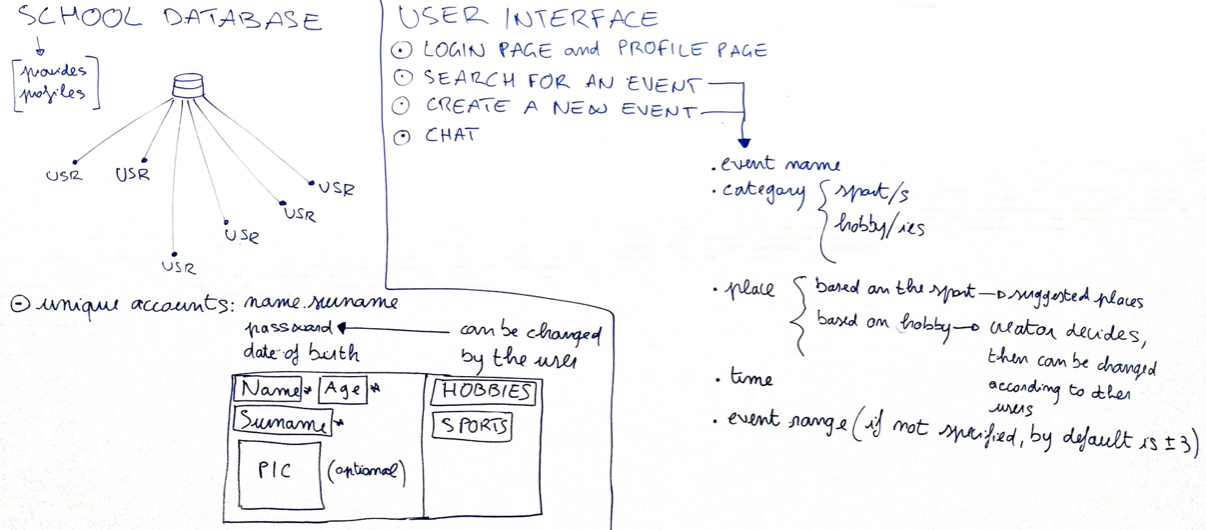 SCHOOL DATABASE
[provides
profiles]
USR
USR
USR
USR
USR
USR
⊙ unique accounts: name.surname
password ← can be changed
by the user
date of birth
Name* Age*
Surname*
PIC (optional)
HOBBIES
SPORTS
USER INTERFACE
⊙ LOGIN PAGE and PROFILE PAGE
⊙ SEARCH FOR AN EVENT
⊙ CREATE A NEW EVENT
⊙ CHAT
. event name
. category { sport/s
hobby/ies
. place { based on the sport → suggested places
based on hobby → creator decides,
then can be changed
according to other
users
. time
. event range (if not specified, by default is ± 3)